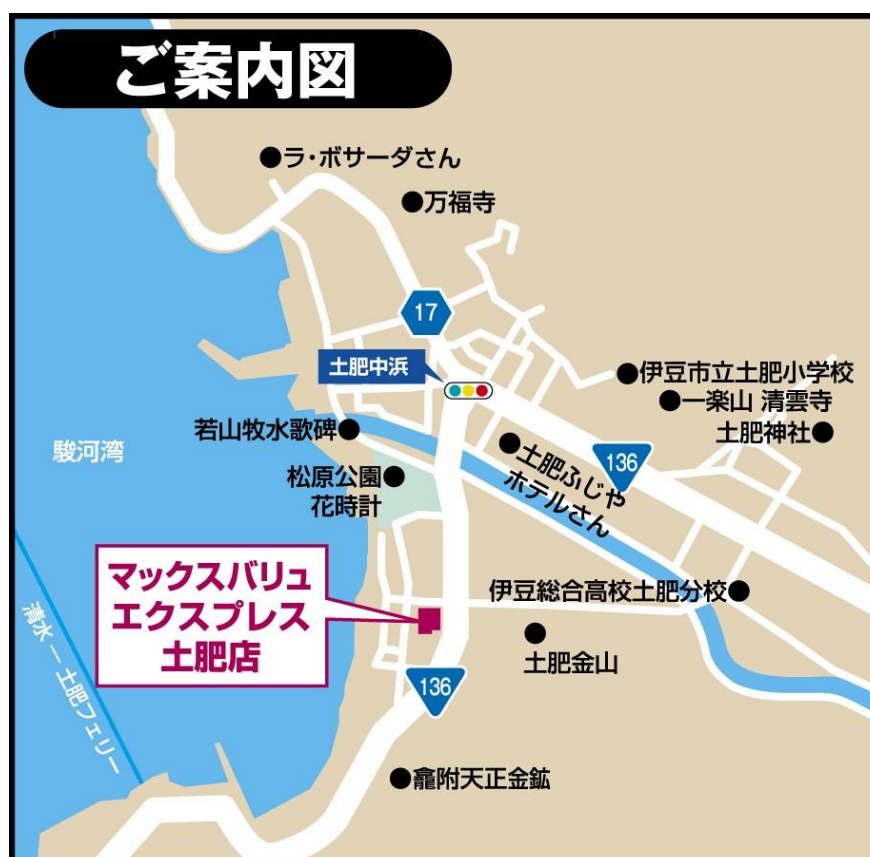 ご案内図
●ラ・ボサーダさん
●万福寺
17
土肥中浜
●伊豆市立土肥小学校
●一楽山 清雲寺
土肥神社●
若山牧水歌碑●
駿河湾
136
●土肥ふじや
ホテルさん
松原公園●
花時計
マックスバリュ
エクスプレス
土肥店
伊豆総合高校土肥分校●
●
土肥金山
清水 ― 土肥フェリー
136
●龕附天正金鉱